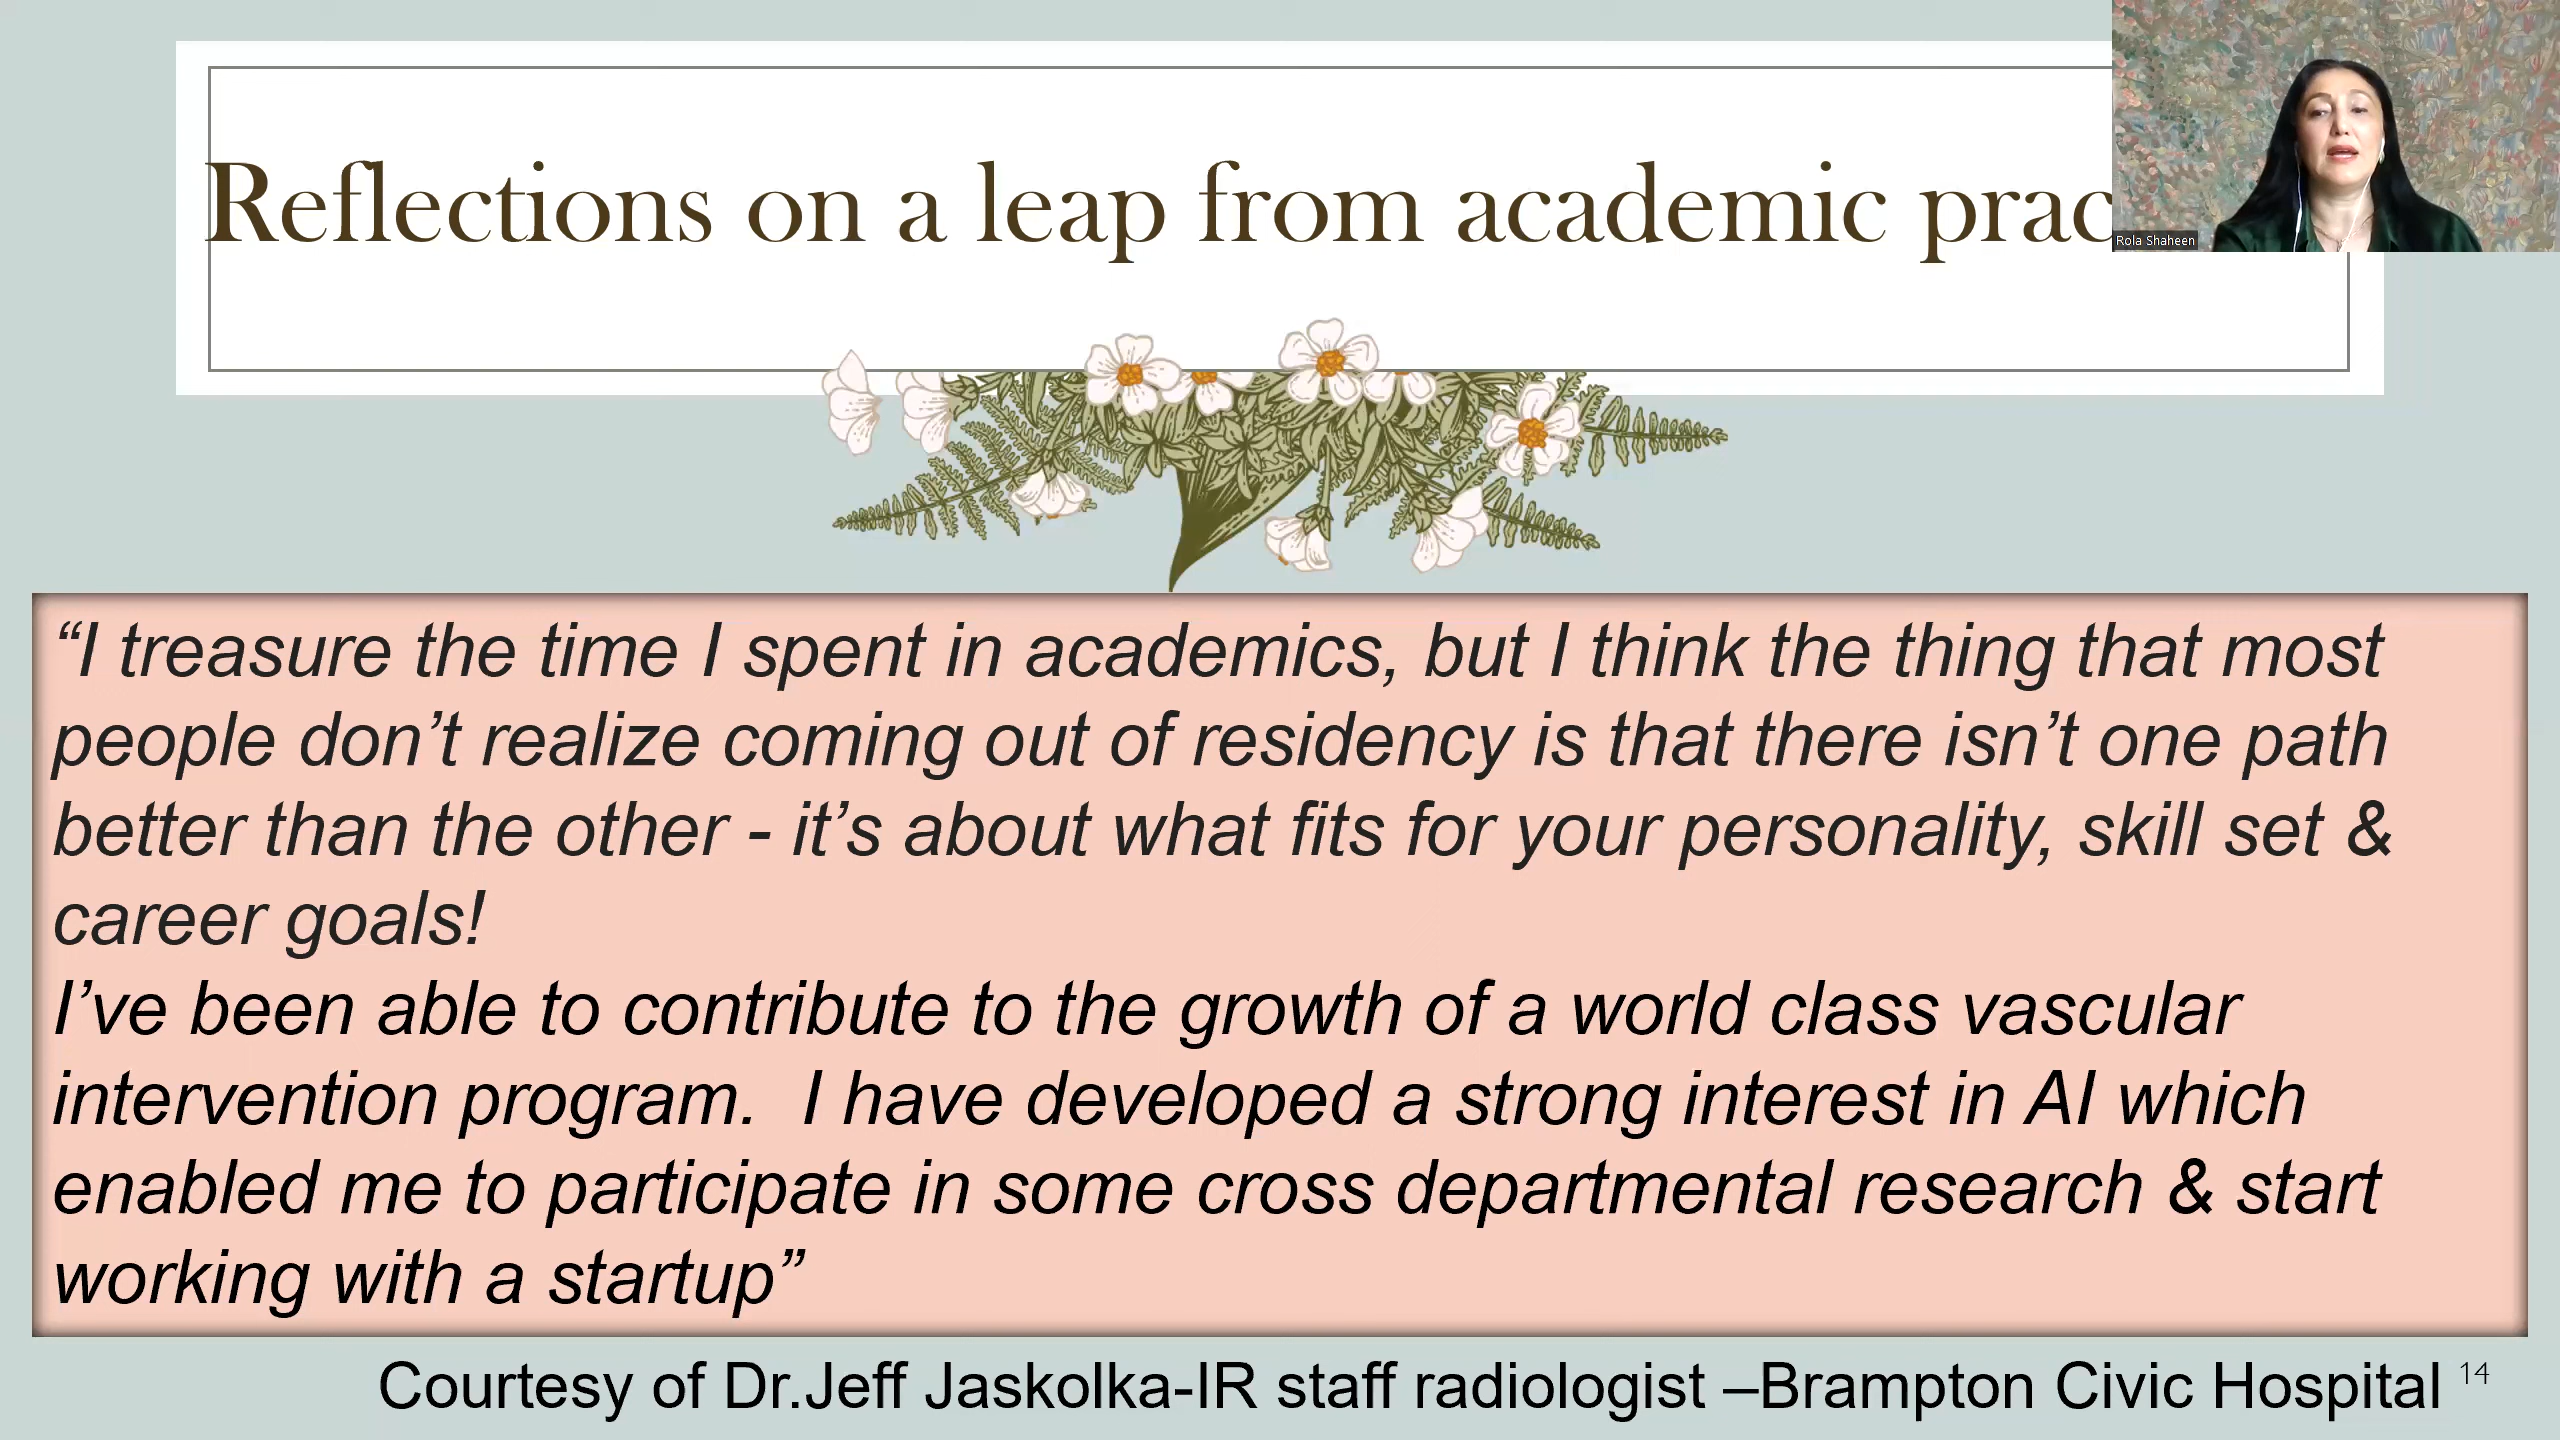 Reflections on a leap from academic prac
Rola Shaheen
“I treasure the time I spent in academics, but I think the thing that most
people don’t realize coming out of residency is that there isn’t one path
better than the other - it’s about what fits for your personality, skill set &
career goals!
I’ve been able to contribute to the growth of a world class vascular
intervention program.  I have developed a strong interest in AI which
enabled me to participate in some cross departmental research & start
working with a startup”
Courtesy of Dr.Jeff Jaskolka-IR staff radiologist –Brampton Civic Hospital 14